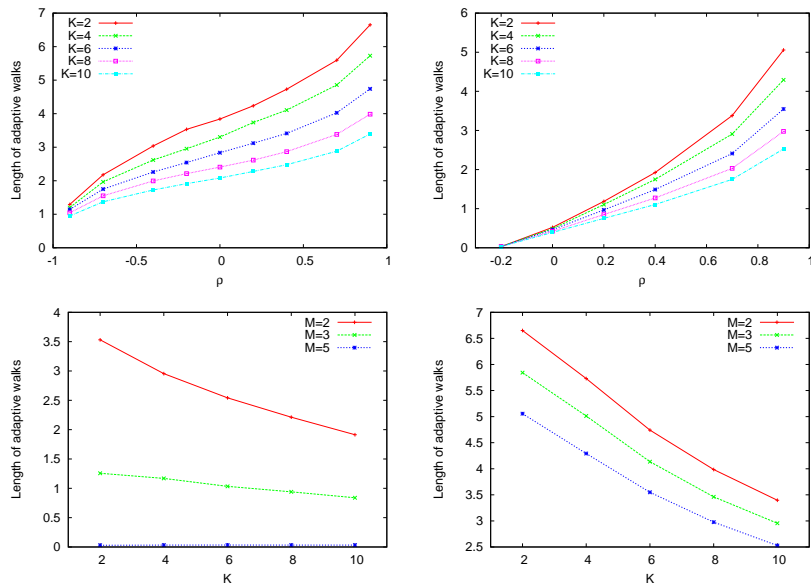 Length of adaptive walks
7
6
5
4
3
2
1
0
-1
-0.5
0
0.5
1
ρ
K=2
K=4
K=6
K=8
K=10
Length of adaptive walks
6
5
4
3
2
1
0
-0.2
0
0.2
0.4
0.6
0.8
1
ρ
K=2
K=4
K=6
K=8
K=10
Length of adaptive walks
4
3.5
3
2.5
2
1.5
1
0.5
0
2
4
6
8
10
K
M=2
M=3
M=5
Length of adaptive walks
7
6.5
6
5.5
5
4.5
4
3.5
3
2.5
2
4
6
8
10
K
M=2
M=3
M=5